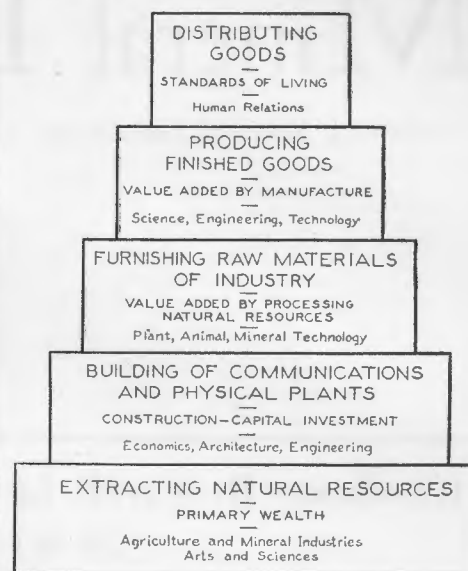 DISTRIBUTING
GOODS
STANDARDS OF LIVING
Human Relations
PRODUCING
FINISHED GOODS
VALUE ADDED BY MANUFACTURE
Science, Engineering, Technology
FURNISHING RAW MATERIALS
OF INDUSTRY
VALUE ADDED BY PROCESSING
NATURAL RESOURCES
Plant, Animal, Mineral Technology
BUILDING OF COMMUNICATIONS
AND PHYSICAL PLANTS
CONSTRUCTION-CAPITAL INVESTMENT
Economics, Architecture, Engineering
EXTRACTING NATURAL RESOURCES
PRIMARY WEALTH
Agriculture and Mineral Industries
Arts and Sciences